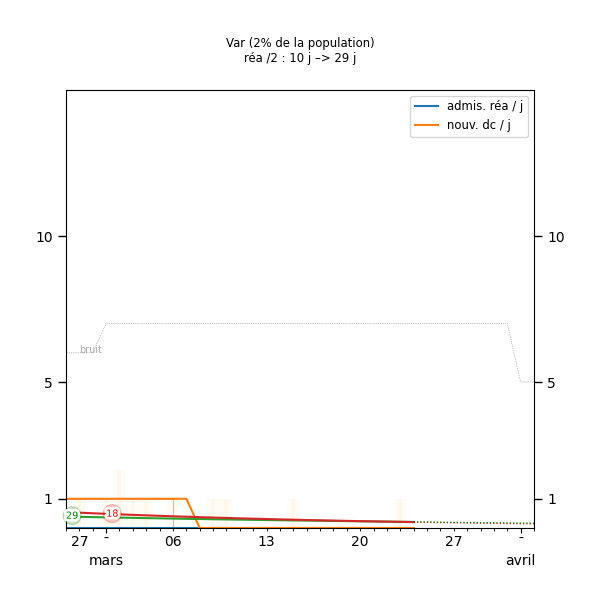 Var (2% de la population)
réa /2 : 10 j –> 29 j
admis. réa / j
nouv. dc / j
10 10
bruit
5 5
1 1
29 18
27 - 06 13 20 27 -
mars avril